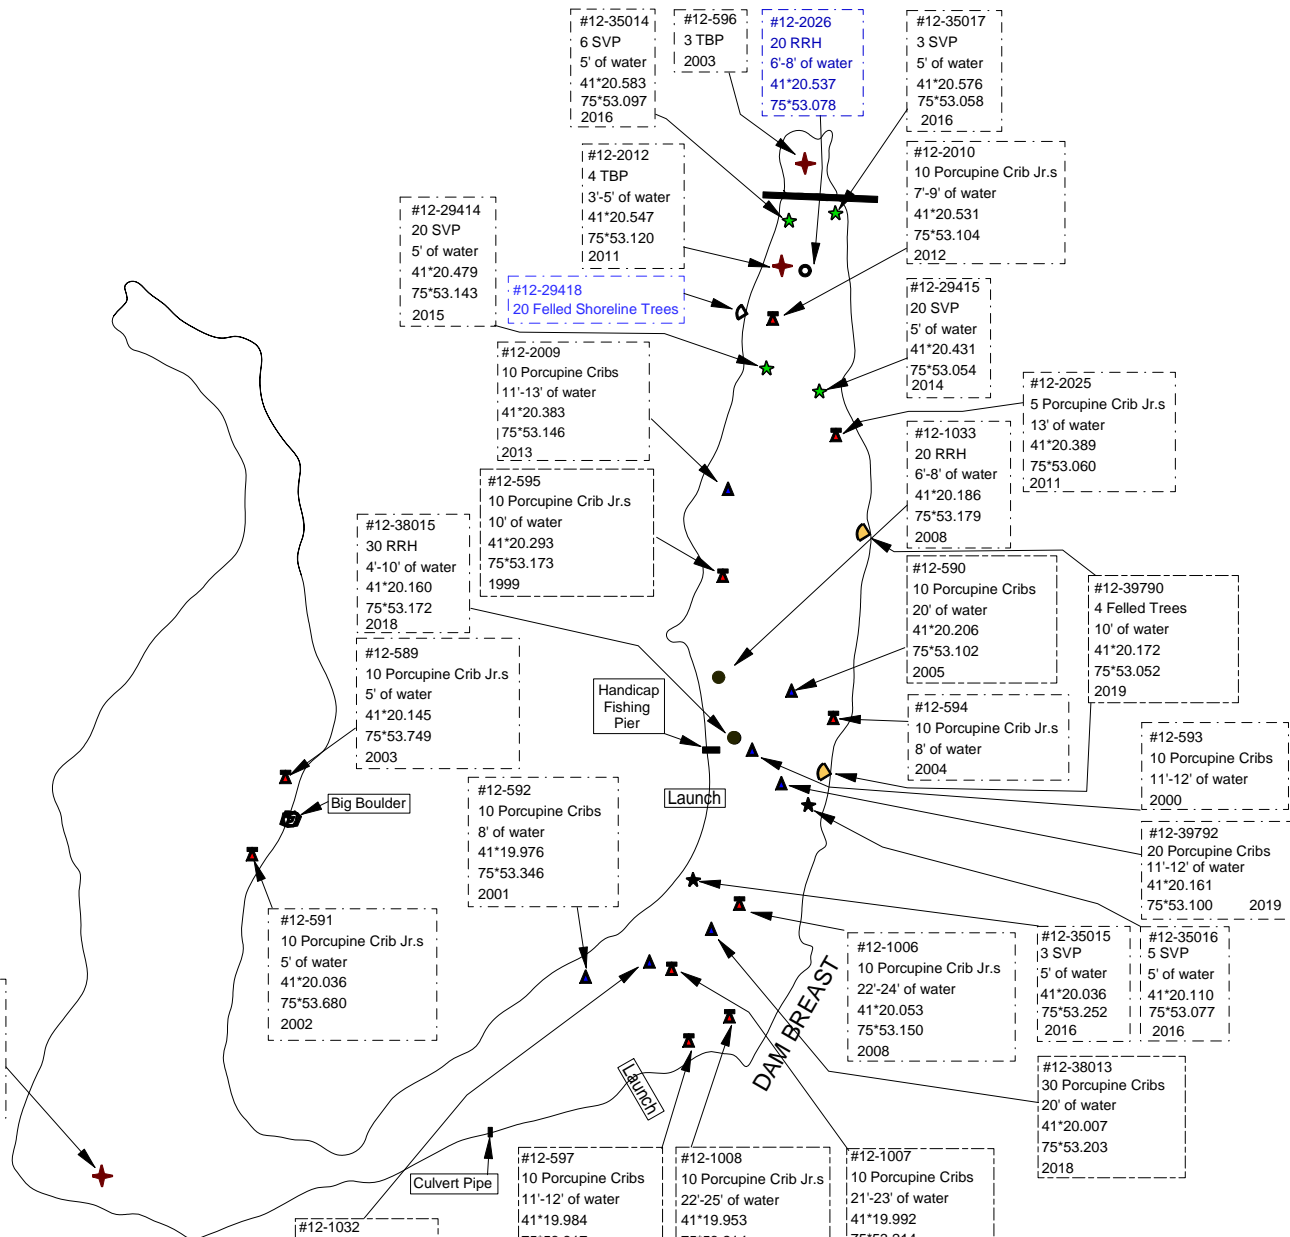 #12-35014
6 SVP
5' of water
41*20.583
75*53.097
2016
#12-596
3 TBP
2003
#12-2026
20 RRH
6'-8' of water
41*20.537
75*53.078
#12-35017
3 SVP
5' of water
41*20.576
75*53.058
2016
#12-2012
4 TBP
3'-5' of water
41*20.547
75*53.120
2011
#12-2010
10 Porcupine Crib Jr.s
7'-9' of water
41*20.531
75*53.104
2012
#12-29414
20 SVP
5' of water
41*20.479
75*53.143
2015
#12-29418
20 Felled Shoreline Trees
#12-29415
20 SVP
5' of water
41*20.431
75*53.054
2014
#12-2009
10 Porcupine Cribs
11'-13' of water
41*20.383
75*53.146
2013
#12-2025
5 Porcupine Crib Jr.s
13' of water
41*20.389
75*53.060
2011
#12-1033
20 RRH
6'-8' of water
41*20.186
75*53.179
2008
#12-595
10 Porcupine Crib Jr.s
10' of water
41*20.293
75*53.173
1999
#12-38015
30 RRH
4'-10' of water
41*20.160
75*53.172
2018
#12-590
10 Porcupine Cribs
20' of water
41*20.206
75*53.102
2005
#12-39790
4 Felled Trees
10' of water
41*20.172
75*53.052
2019
#12-589
10 Porcupine Crib Jr.s
5' of water
41*20.145
75*53.749
2003
Handicap
Fishing
Pier
#12-594
10 Porcupine Crib Jr.s
8' of water
2004
#12-593
10 Porcupine Cribs
11'-12' of water
2000
Big Boulder
#12-592
10 Porcupine Cribs
8' of water
41*19.976
75*53.346
2001
Launch
#12-39792
20 Porcupine Cribs
11'-12' of water
41*20.161
75*53.100 2019
#12-591
10 Porcupine Crib Jr.s
5' of water
41*20.036
75*53.680
2002
#12-1006
10 Porcupine Crib Jr.s
22'-24' of water
41*20.053
75*53.150
2008
#12-35015
3 SVP
5' of water
41*20.036
75*53.252
2016
#12-35016
5 SVP
5' of water
41*20.110
75*53.077
2016
DAM BREAST
Launch
#12-38013
30 Porcupine Cribs
20' of water
41*20.007
75*53.203
2018
Culvert Pipe
#12-597
10 Porcupine Cribs
11'-12' of water
41*19.984
#12-1008
10 Porcupine Crib Jr.s
22'-25' of water
41*19.953
#12-1007
10 Porcupine Cribs
21'-23' of water
41*19.992
#12-1032